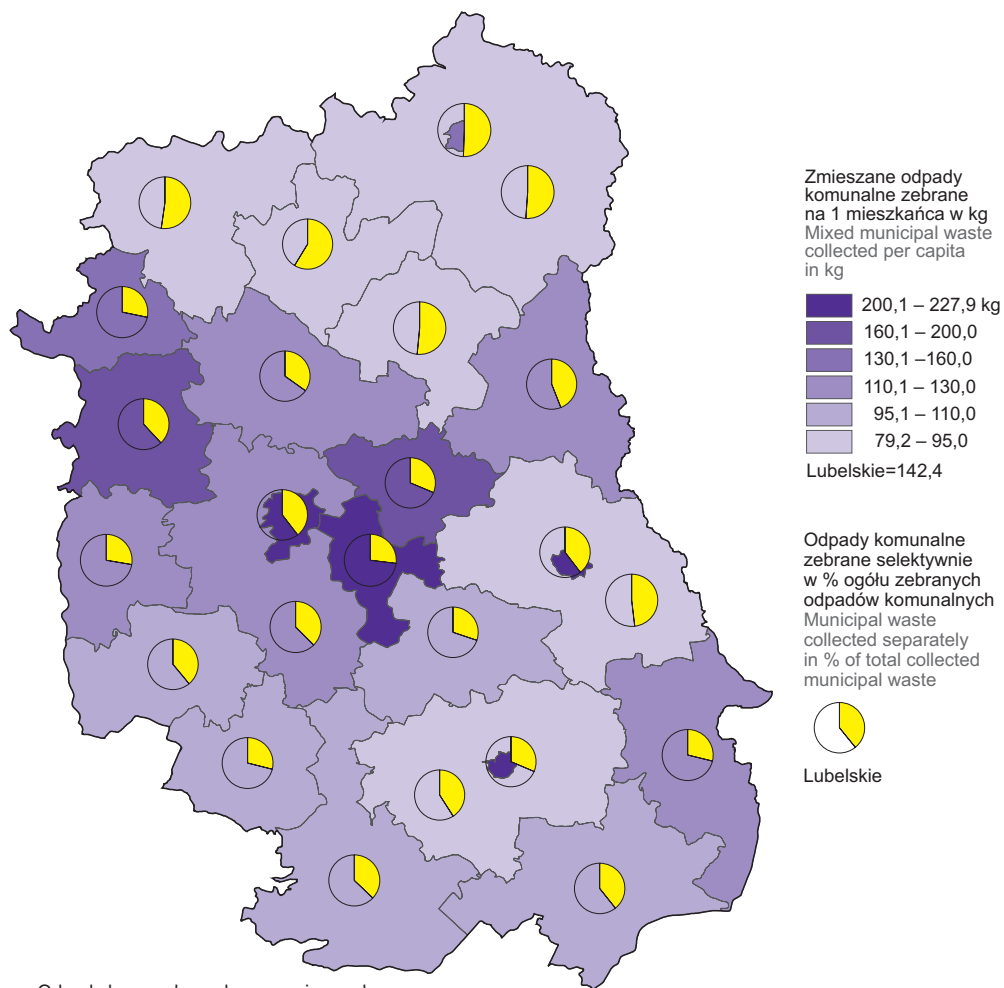 Zmieszane odpady
komunalne zebrane
na 1 mieszkańca w kg
Mixed municipal waste
collected per capita
in kg
200,1 – 227,9 kg
160,1 – 200,0
130,1 –160,0
110,1 – 130,0
95,1 – 110,0
79,2 – 95,0
Lubelskie=142,4
Odpady komunalne
zebrane selektywnie
w % ogółu zebranych
odpadów komunalnych
Municipal waste
collected separately
in % of total collected
municipal waste
Lubelskie